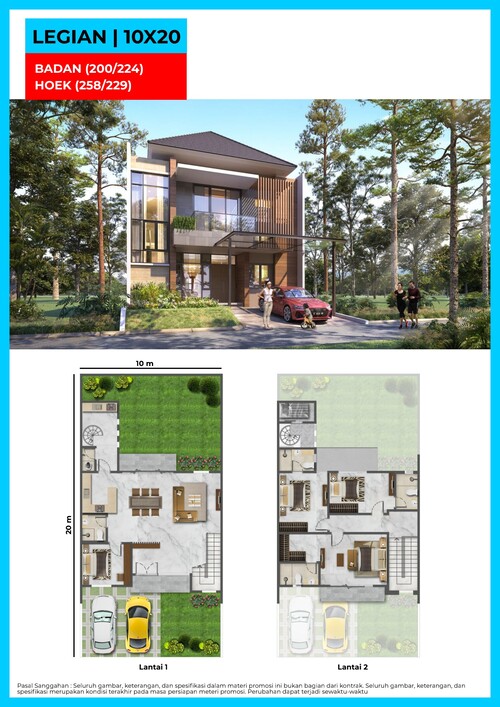 LEGIAN | 10X20
BADAN (200/224)
HOEK (258/229)
10 m
20 m
Lantai 1
Lantai 2
Pasal Sanggahan : Seluruh gambar, keterangan, dan spesifikasi dalam materi promosi ini bukan bagian dari kontrak. Seluruh gambar, keterangan, dan
spesifikasi merupakan kondisi terakhir pada masa persiapan meteri promosi. Perubahan dapat terjadi sewaktu-waktu